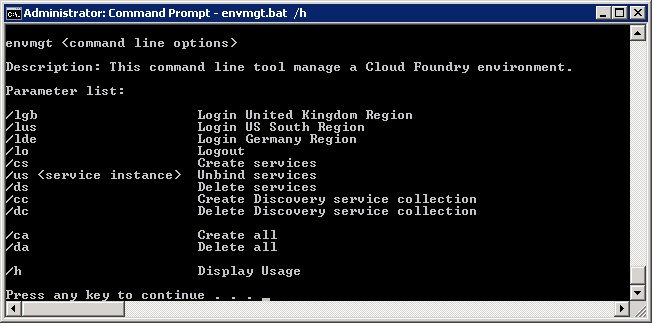 Administrator: Command Prompt - envmgt.bat /h
envmgt <command line options>
Description: This command line tool manage a Cloud Foundry environment.
Parameter list:
/lgb Login United Kingdom Region
/lus Login US South Region
/lde Login Germany Region
/lo Logout
/cs Create services
/us <service instance> Unbind services
/ds Delete services
/cc Create Discovery service collection
/dc Delete Discovery service collection
/ca Create all
/da Delete all
/h Display Usage
Press any key to continue . . .